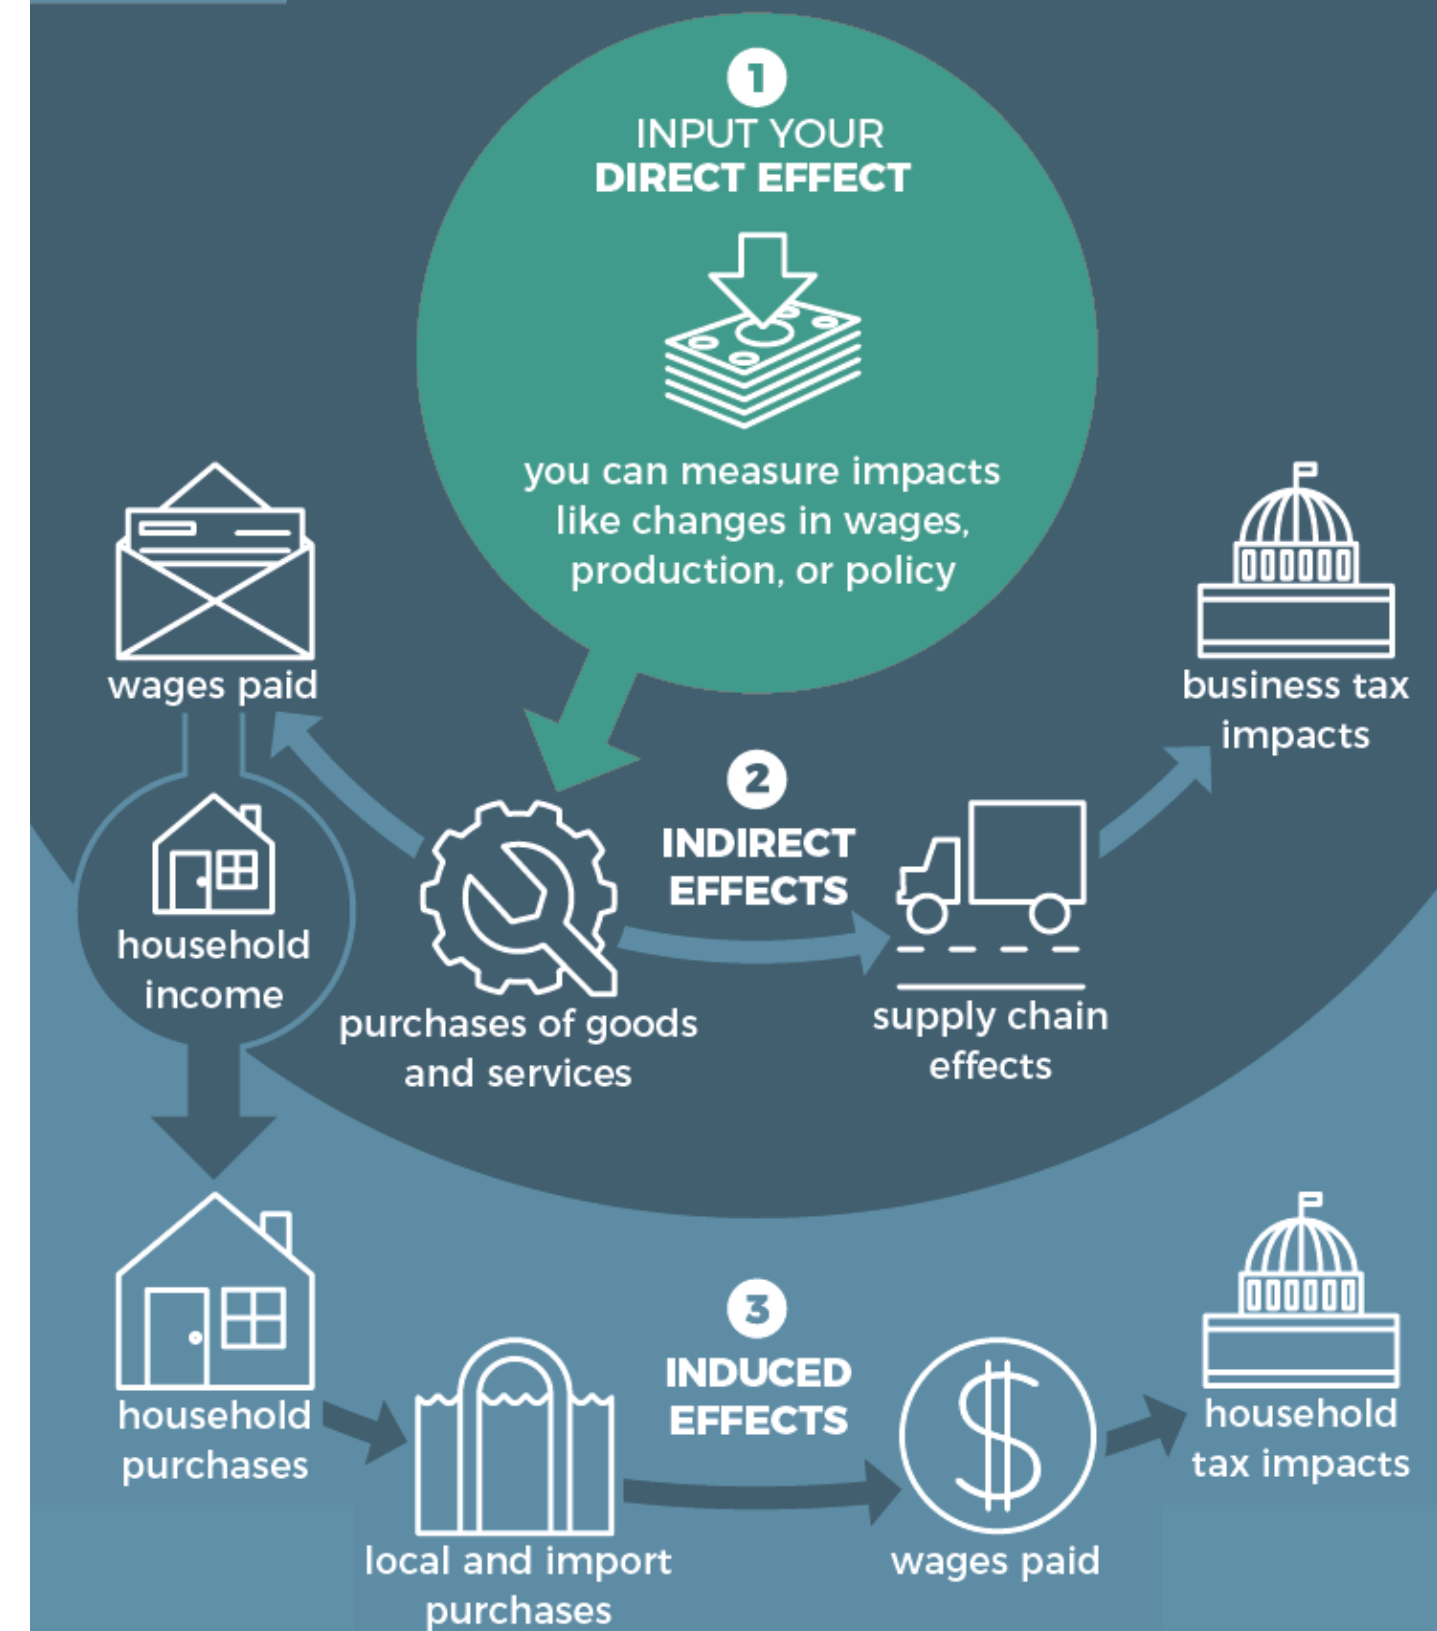 1
INPUT YOUR
DIRECT EFFECT
you can measure impacts
like changes in wages,
production, or policy
wages paid
business tax
impacts
household
income
2
INDIRECT
EFFECTS
purchases of goods
and services
supply chain
effects
3
INDUCED
EFFECTS
household
purchases
local and import
purchases
wages paid
household
tax impacts